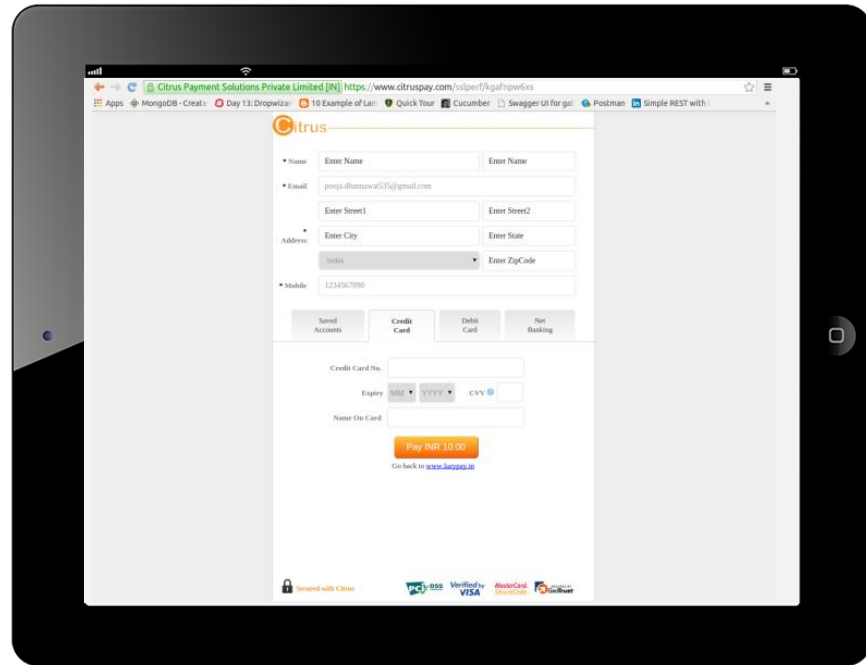 Citrus Payment Solutions Private Limited [IN] https://www.citruspay.com/sslperf/kgafnpw6xs
Apps MongoDB - Create Day 13: Dropwizan 10 Example of Lam Quick Tour Cucumber Swagger UI for gat Postman Simple REST with
Citrus
* Name Enter Name Enter Name
* Email pooja.dhannawat535@gmail.com
Enter Street1 Enter Street2
* Address Enter City Enter State
India Enter ZipCode
* Mobile 1234567890
Saved Accounts Credit Card Debit Card Net Banking
Credit Card No.
Expiry MM YYYY CVV
Name On Card
Pay INR 10.00
Go back to www.lazypay.in
Secured with Citrus PCI DSS Verified by VISA MasterCard. SecureCode. GeoTrust